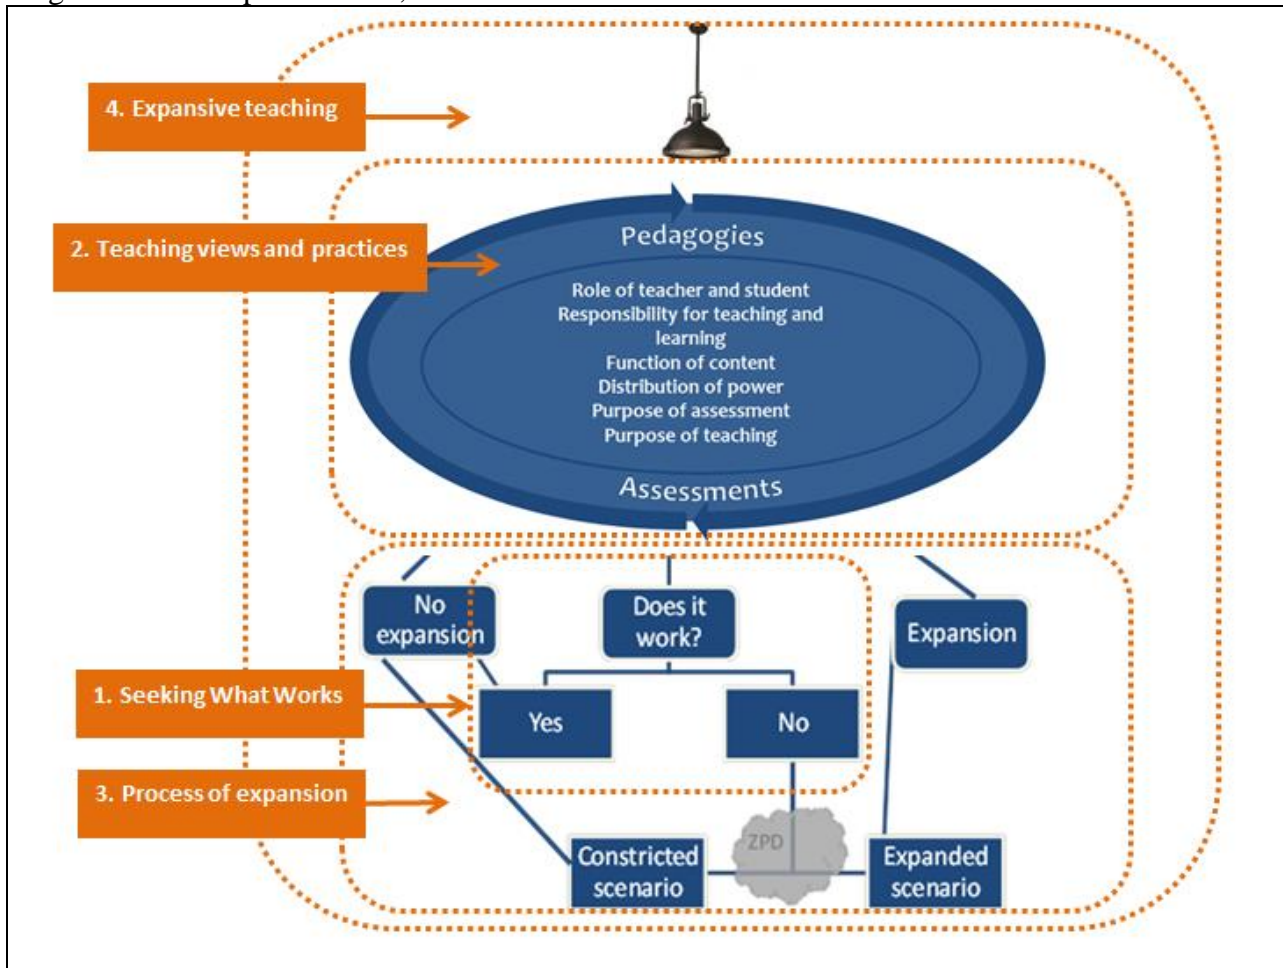 4. Expansive teaching
2. Teaching views and practices
Pedagogies
Role of teacher and student
Responsibility for teaching and
learning
Function of content
Distribution of power
Purpose of assessment
Purpose of teaching
Assessments
No
expansion
Does it
work?
Expansion
1. Seeking What Works
Yes
No
3. Process of expansion
ZPD
Constricted
scenario
Expanded
scenario